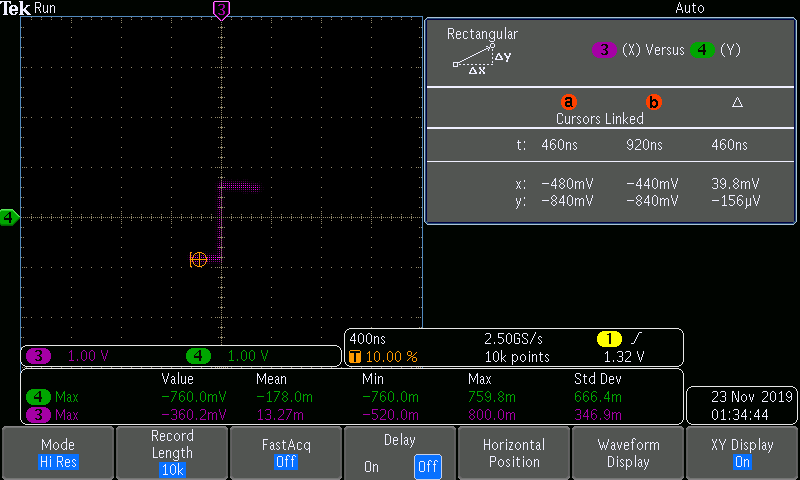 Tek Run
3
Auto
Rectangular
Δy
Δx
3 (X) Versus 4 (Y)
a b Δ
Cursors Linked
t: 460ns 920ns 460ns
x: −480mV −440mV 39.8mV
y: −840mV −840mV −156μV
4
3 1.00 V 4 1.00 V
400ns 2.50GS/s 1
T 10.00 % 10k points 1.32 V
Value Mean Min Max Std Dev
4 Max −760.0mV −178.0m −760.0m 759.8m 666.4m
3 Max −360.2mV 13.27m −520.0m 800.0m 346.9m
23 Nov 2019
01:34:44
Mode
Hi Res
Record
Length
10k
FastAcq
Off
Delay
On Off
Horizontal
Position
Waveform
Display
XY Display
On